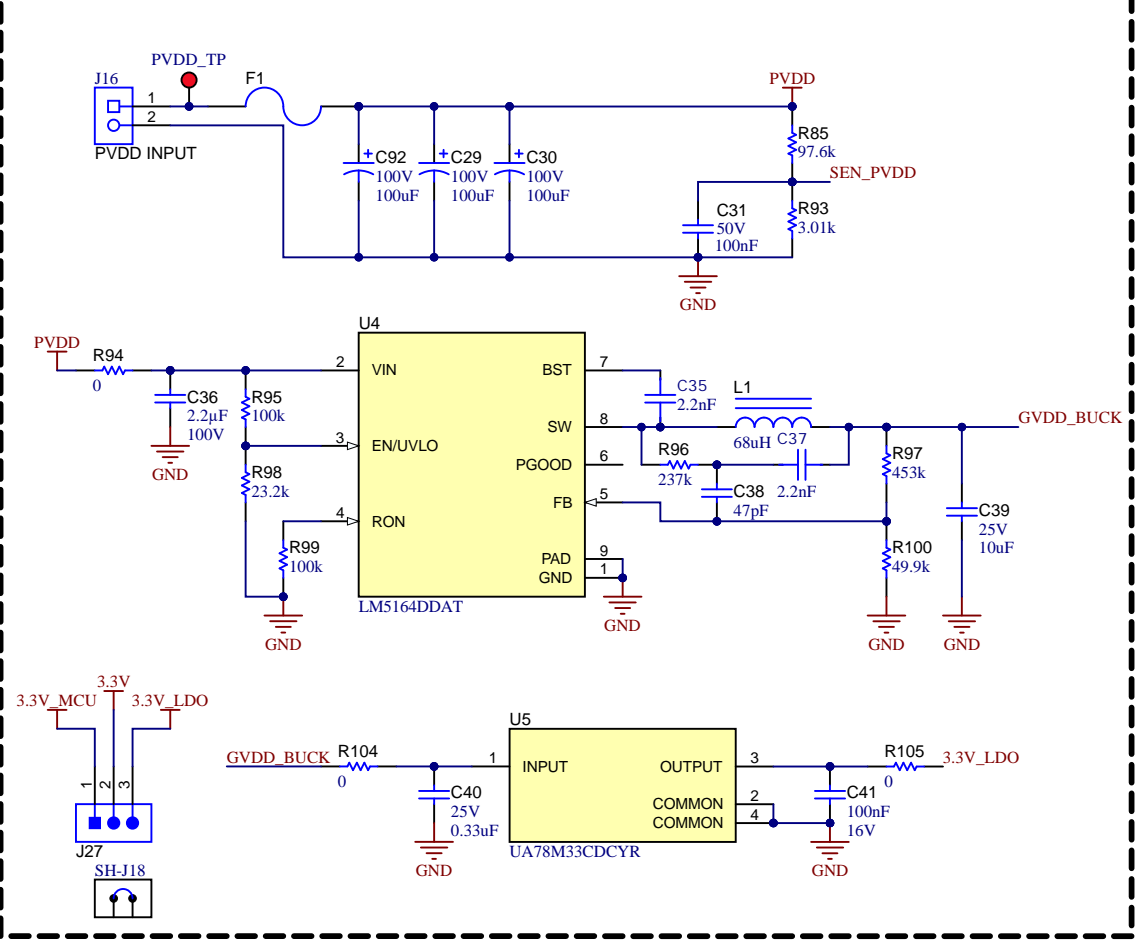 PVDD_TP
J16
F1
PVDD
1
2
PVDD INPUT
C92
100V
100uF
C29
100V
100uF
C30
100V
100uF
R85
97.6k
SEN_PVDD
C31
50V
100nF
R93
3.01k
GND
U4
PVDD
R94
0
2
VIN
BST
7
C36
2.2µF
100V
GND
R95
100k
C35
2.2nF
L1
68uH
GVDD_BUCK
SW
8
3
EN/UVLO
R96
237k
C37
2.2nF
R97
453k
PGOOD
6
R98
23.2k
C38
47pF
FB
5
4
RON
C39
25V
10uF
R99
100k
R100
49.9k
PAD
9
GND
1
LM5164DDAT
GND
GND
GND
GND
3.3V
3.3V_MCU
3.3V_LDO
1
2
3
J27
SH-J18
U5
GVDD_BUCK
R104
0
1
INPUT
OUTPUT
3
R105
0
3.3V_LDO
C40
25V
0.33uF
GND
COMMON
2
COMMON
4
C41
100nF
16V
GND
UA78M33CDCYR